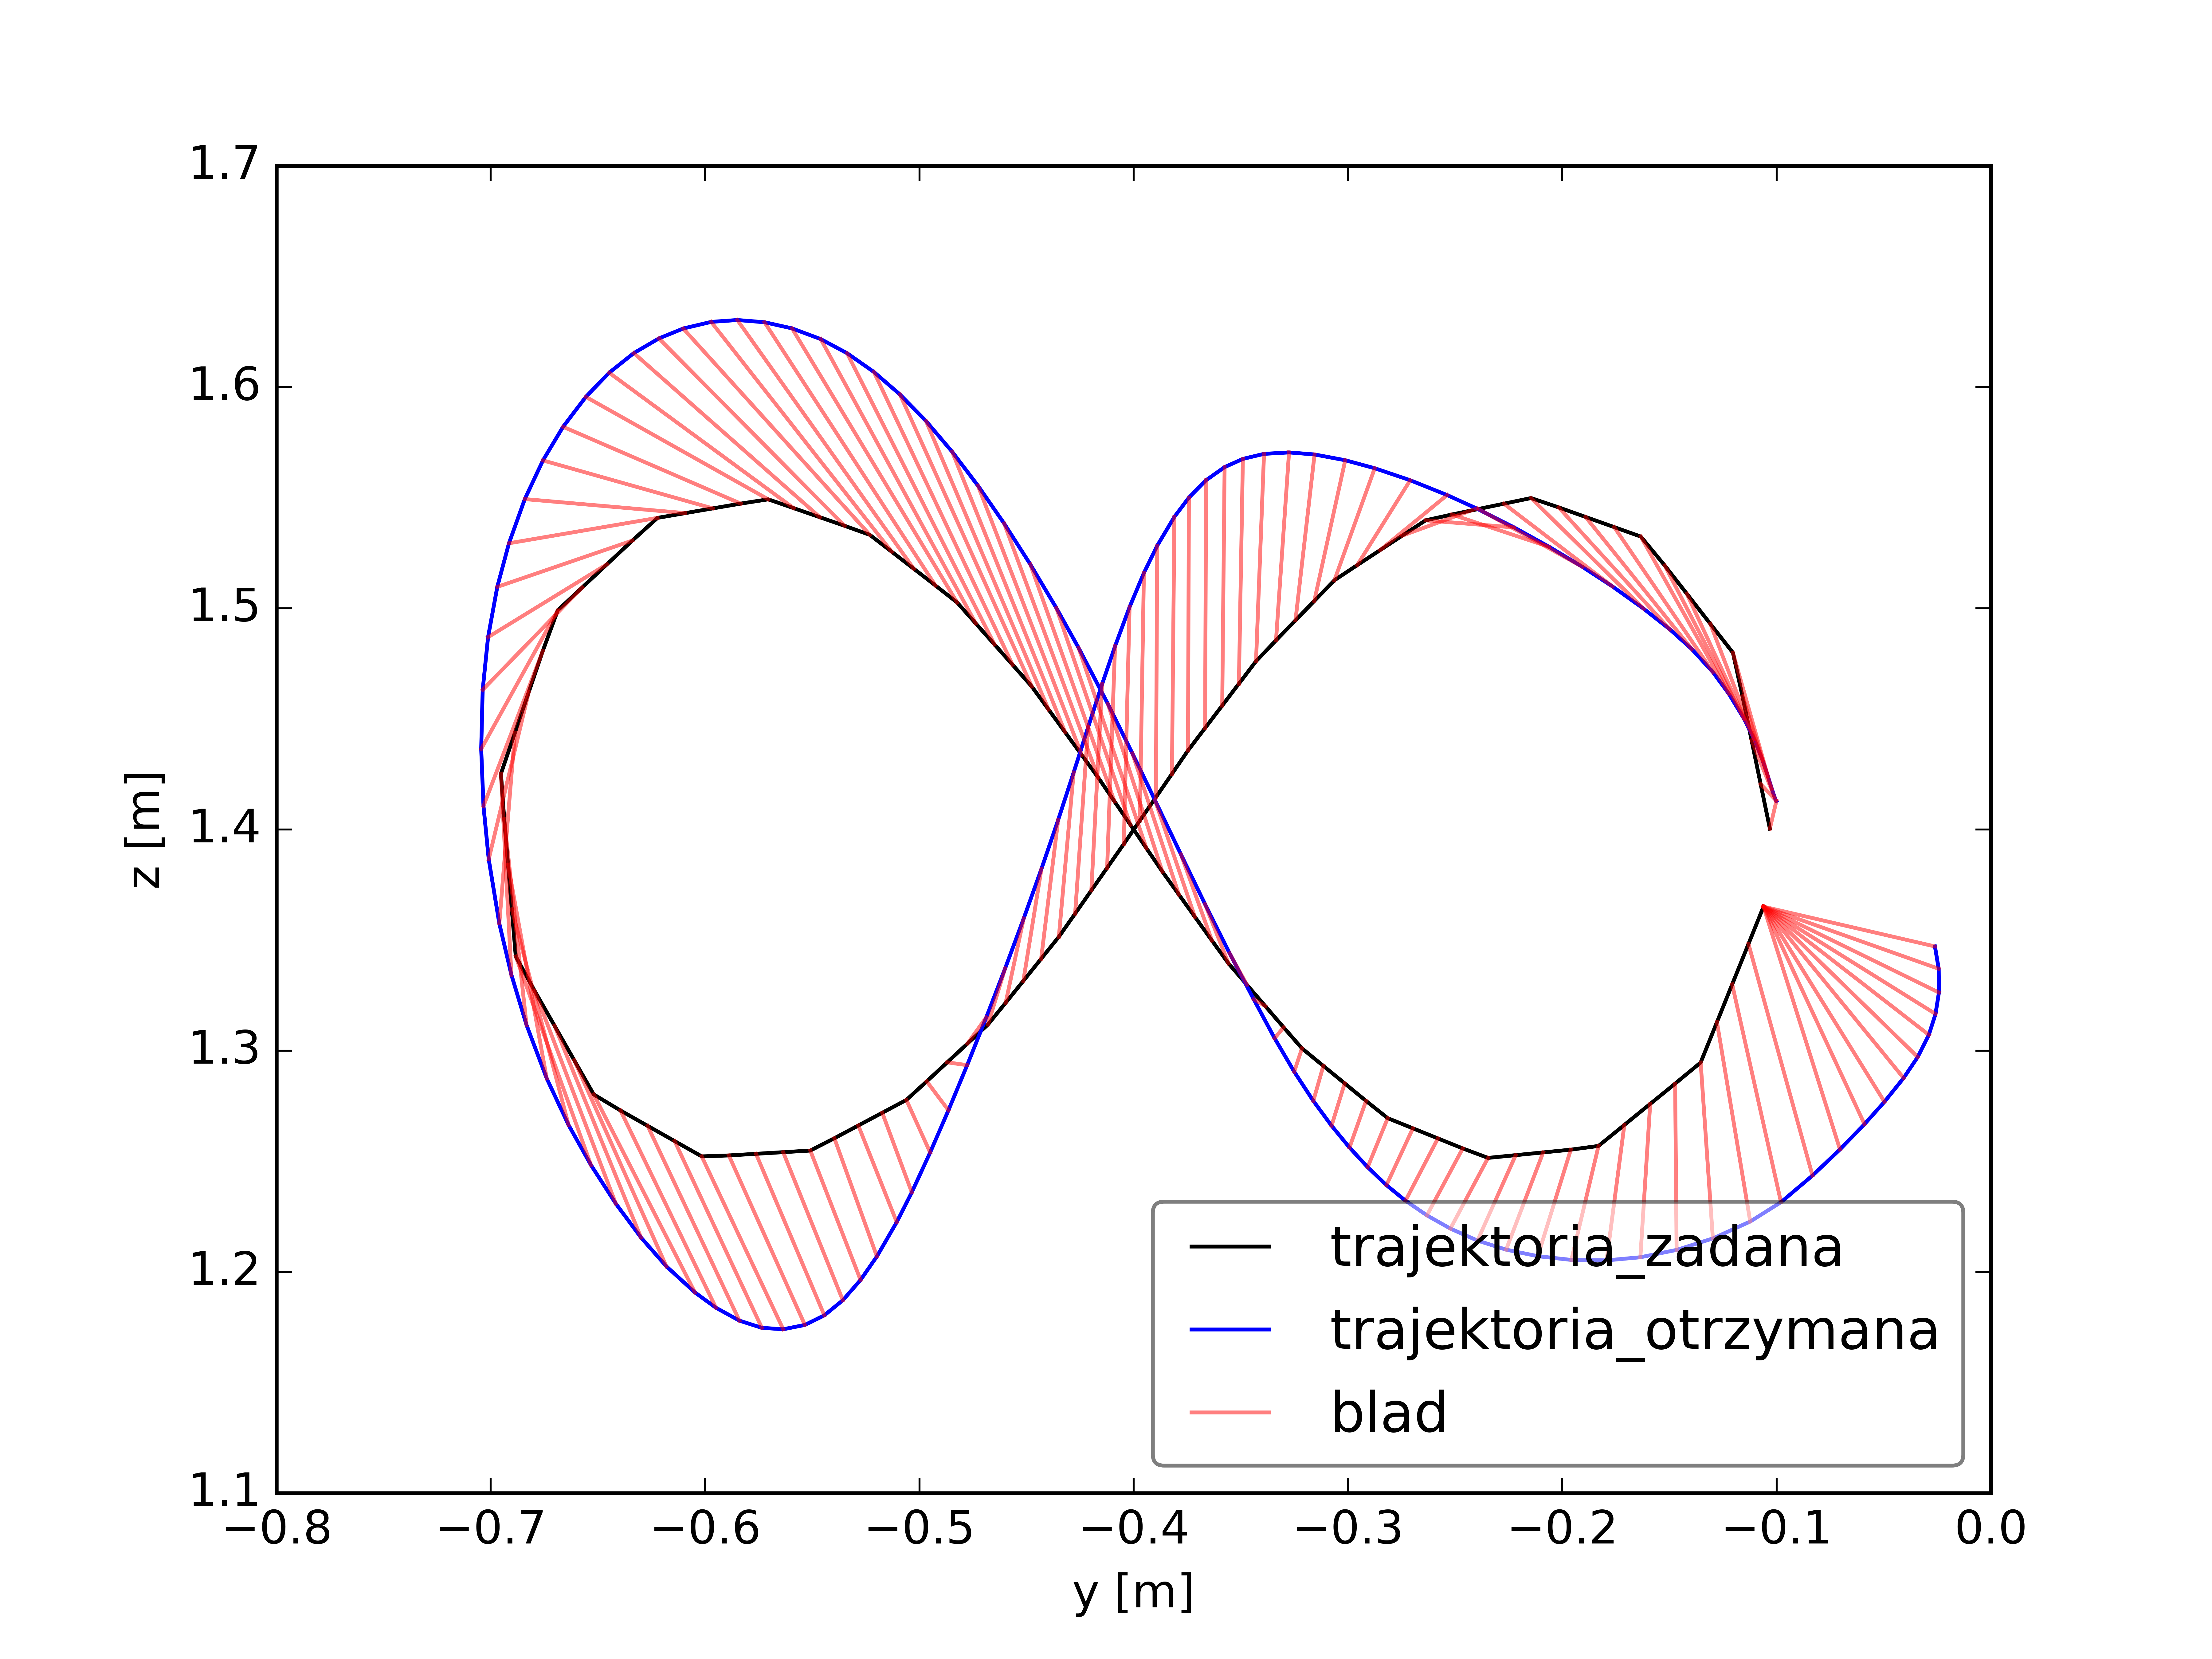 1.7
1.6
1.5
1.4
1.3
1.2
1.1
z [m]
−0.8 −0.7 −0.6 −0.5 −0.4 −0.3 −0.2 −0.1 0.0
y [m]
trajektoria_zadana
trajektoria_otrzymana
blad